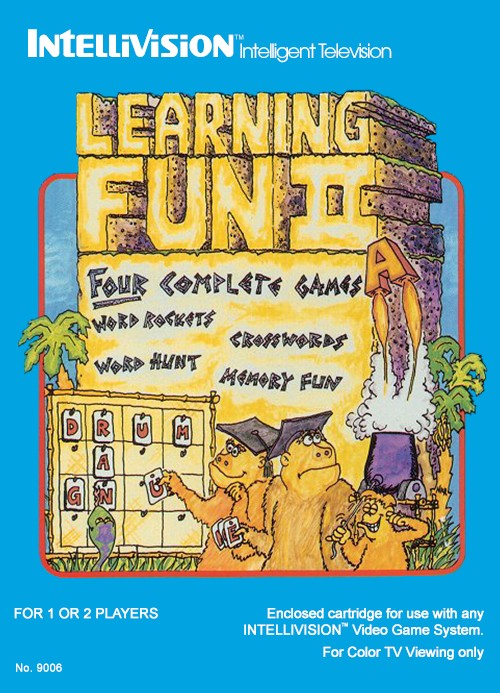 INTELLIVISION™ Intelligent Television
LEARNING
FUN II
FOUR COMPLETE GAMES
WORD ROCKETS
CROSSWORDS
WORD HUNT
MEMORY FUN
A
D R U M
A
G N U
ME
FOR 1 OR 2 PLAYERS
Enclosed cartridge for use with any
INTELLIVISION™ Video Game System.
For Color TV Viewing only
No. 9006